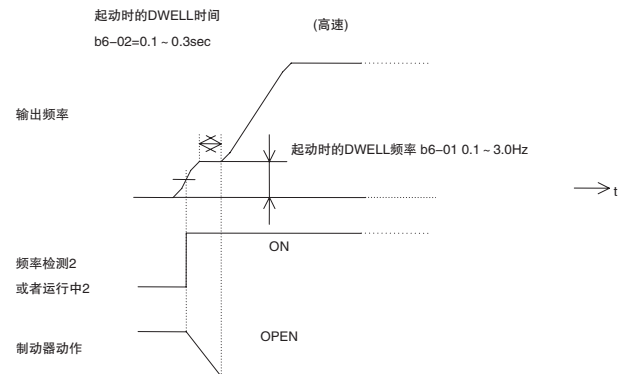 起动时的DWELL时间
b6-02=0.1 ~ 0.3sec
(高速)
输出频率
起动时的DWELL频率 b6-01 0.1 ~ 3.0Hz
t
频率检测2
或者运行中2
ON
制动器动作
OPEN